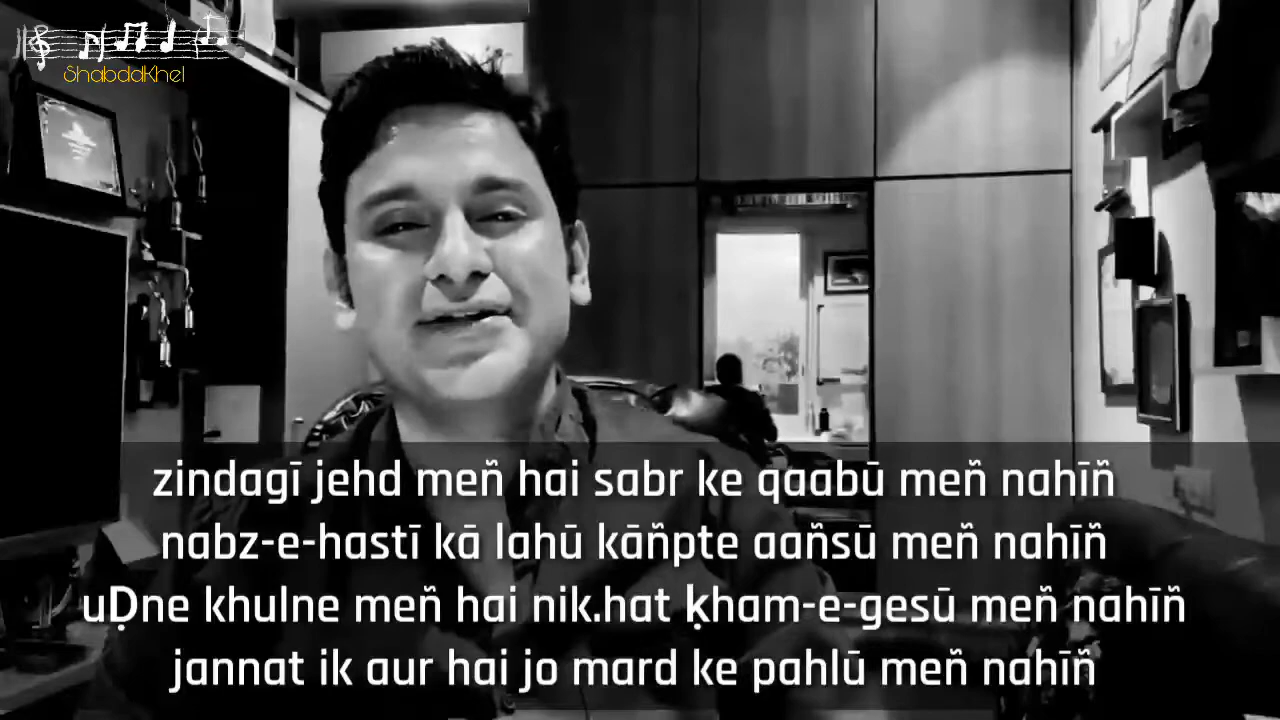 ShabddKhel
zindagī jehd meñ hai sabr ke qaabū meñ nahīñ
nabz-e-hastī kā lahū kāñpte aañsū meñ nahīñ
uḌne khulne meñ hai nik.hat ḳham-e-gesū meñ nahīñ
jannat ik aur hai jo mard ke pahlū meñ nahīñ